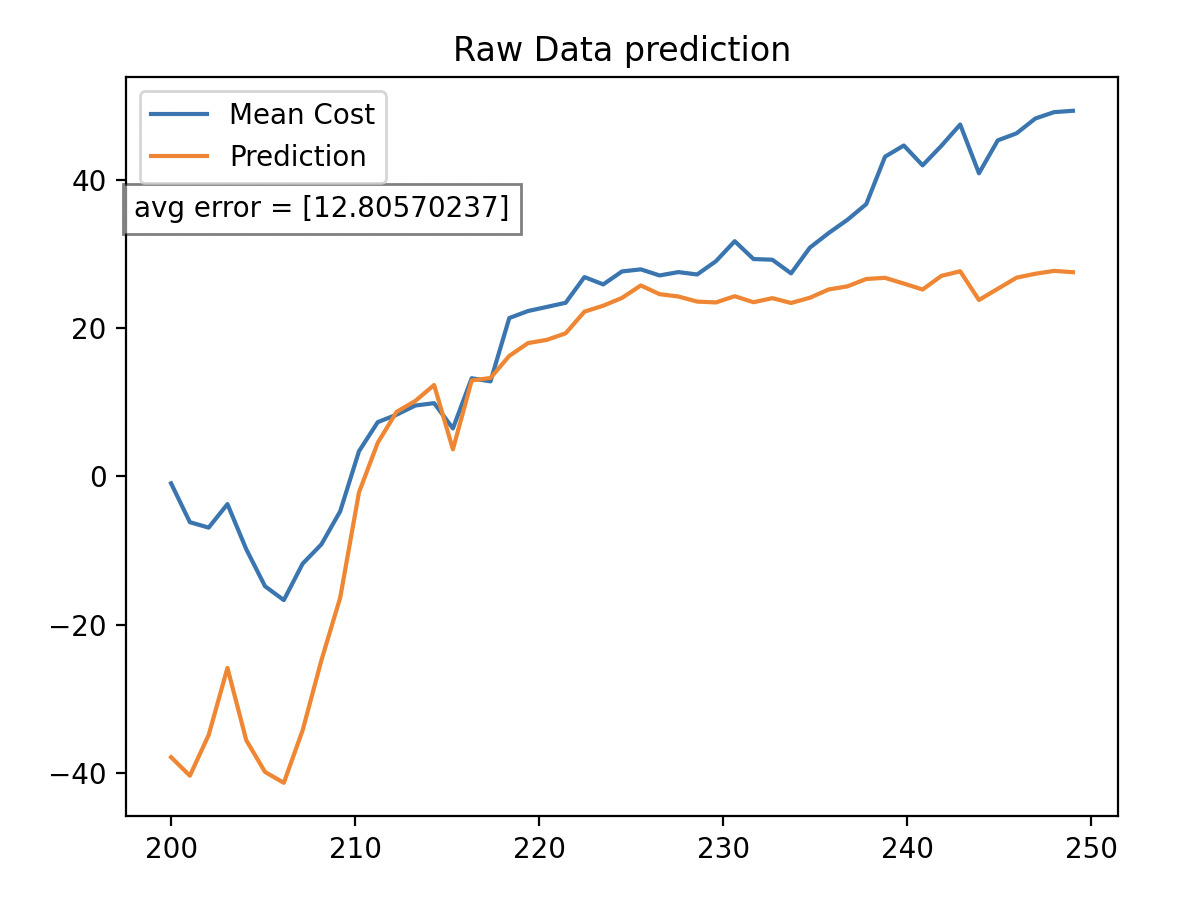 Raw Data prediction
Mean Cost
Prediction
avg error = [12.80570237]
40
20
0
−20
−40
200 210 220 230 240 250